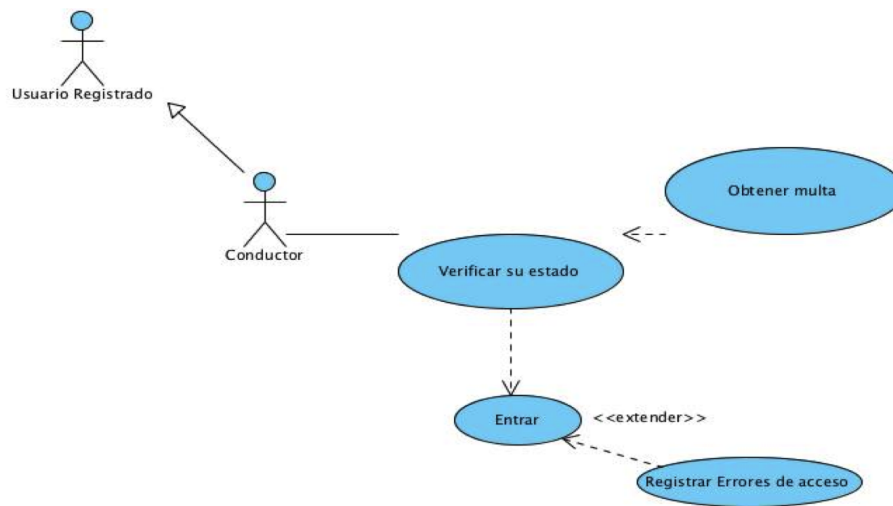 Usuario Registrado
Obtener multa
Conductor
Verificar su estado
Entrar
<<extender>>
Registrar Errores de acceso